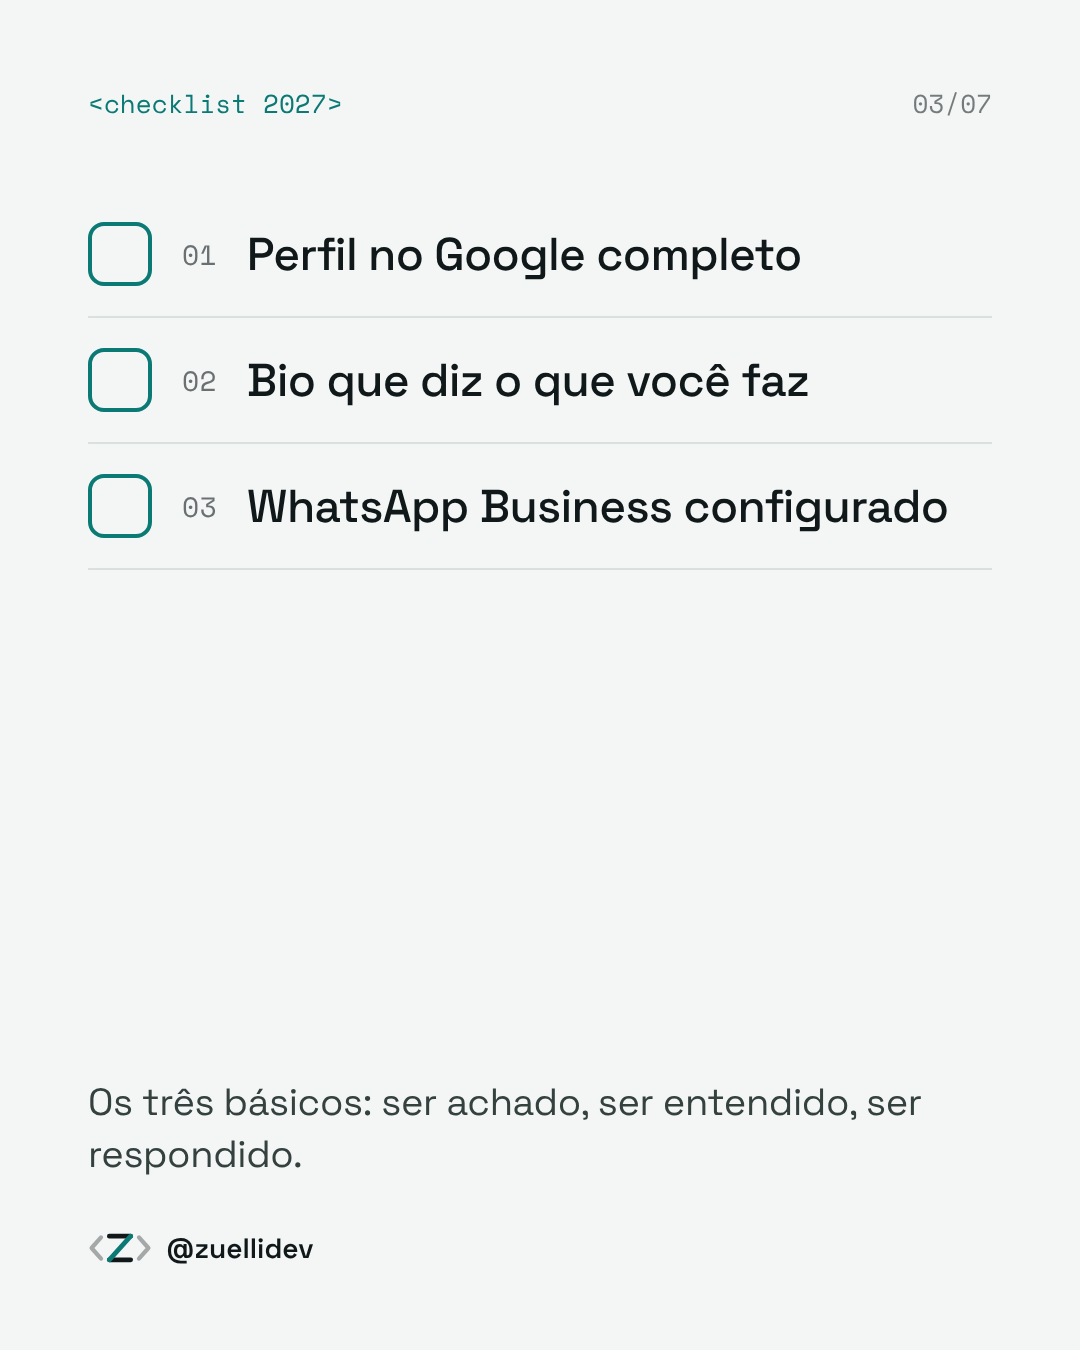 <checklist 2027>
03/07
01 Perfil no Google completo
02 Bio que diz o que você faz
03 WhatsApp Business configurado
Os três básicos: ser achado, ser entendido, ser
respondido.
<Z> @zuellidev